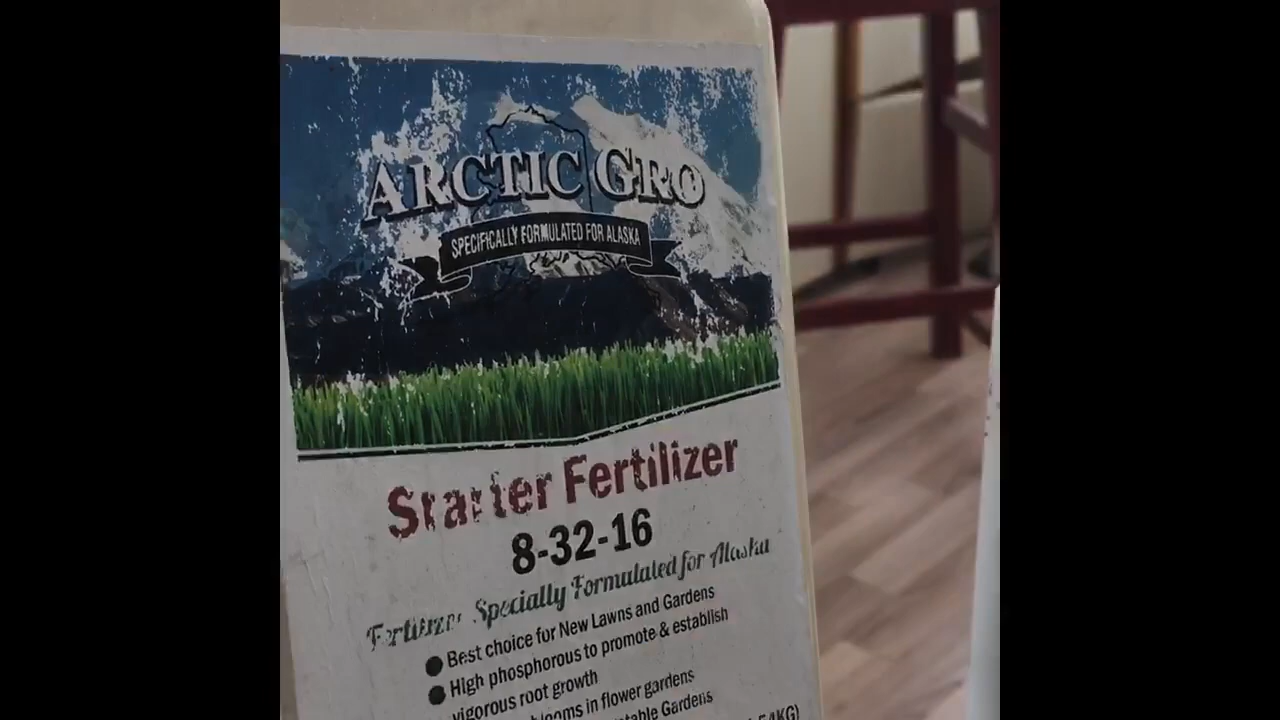 ARCTIC GRO
SPECIFICALLY FORMULATED FOR ALASKA
Starter Fertilizer
8-32-16
Fertilizer Specially Formulated for Alaska
Best choice for New Lawns and Gardens
High phosphorous to promote & establish
vigorous root growth
in flower gardens
Gardens